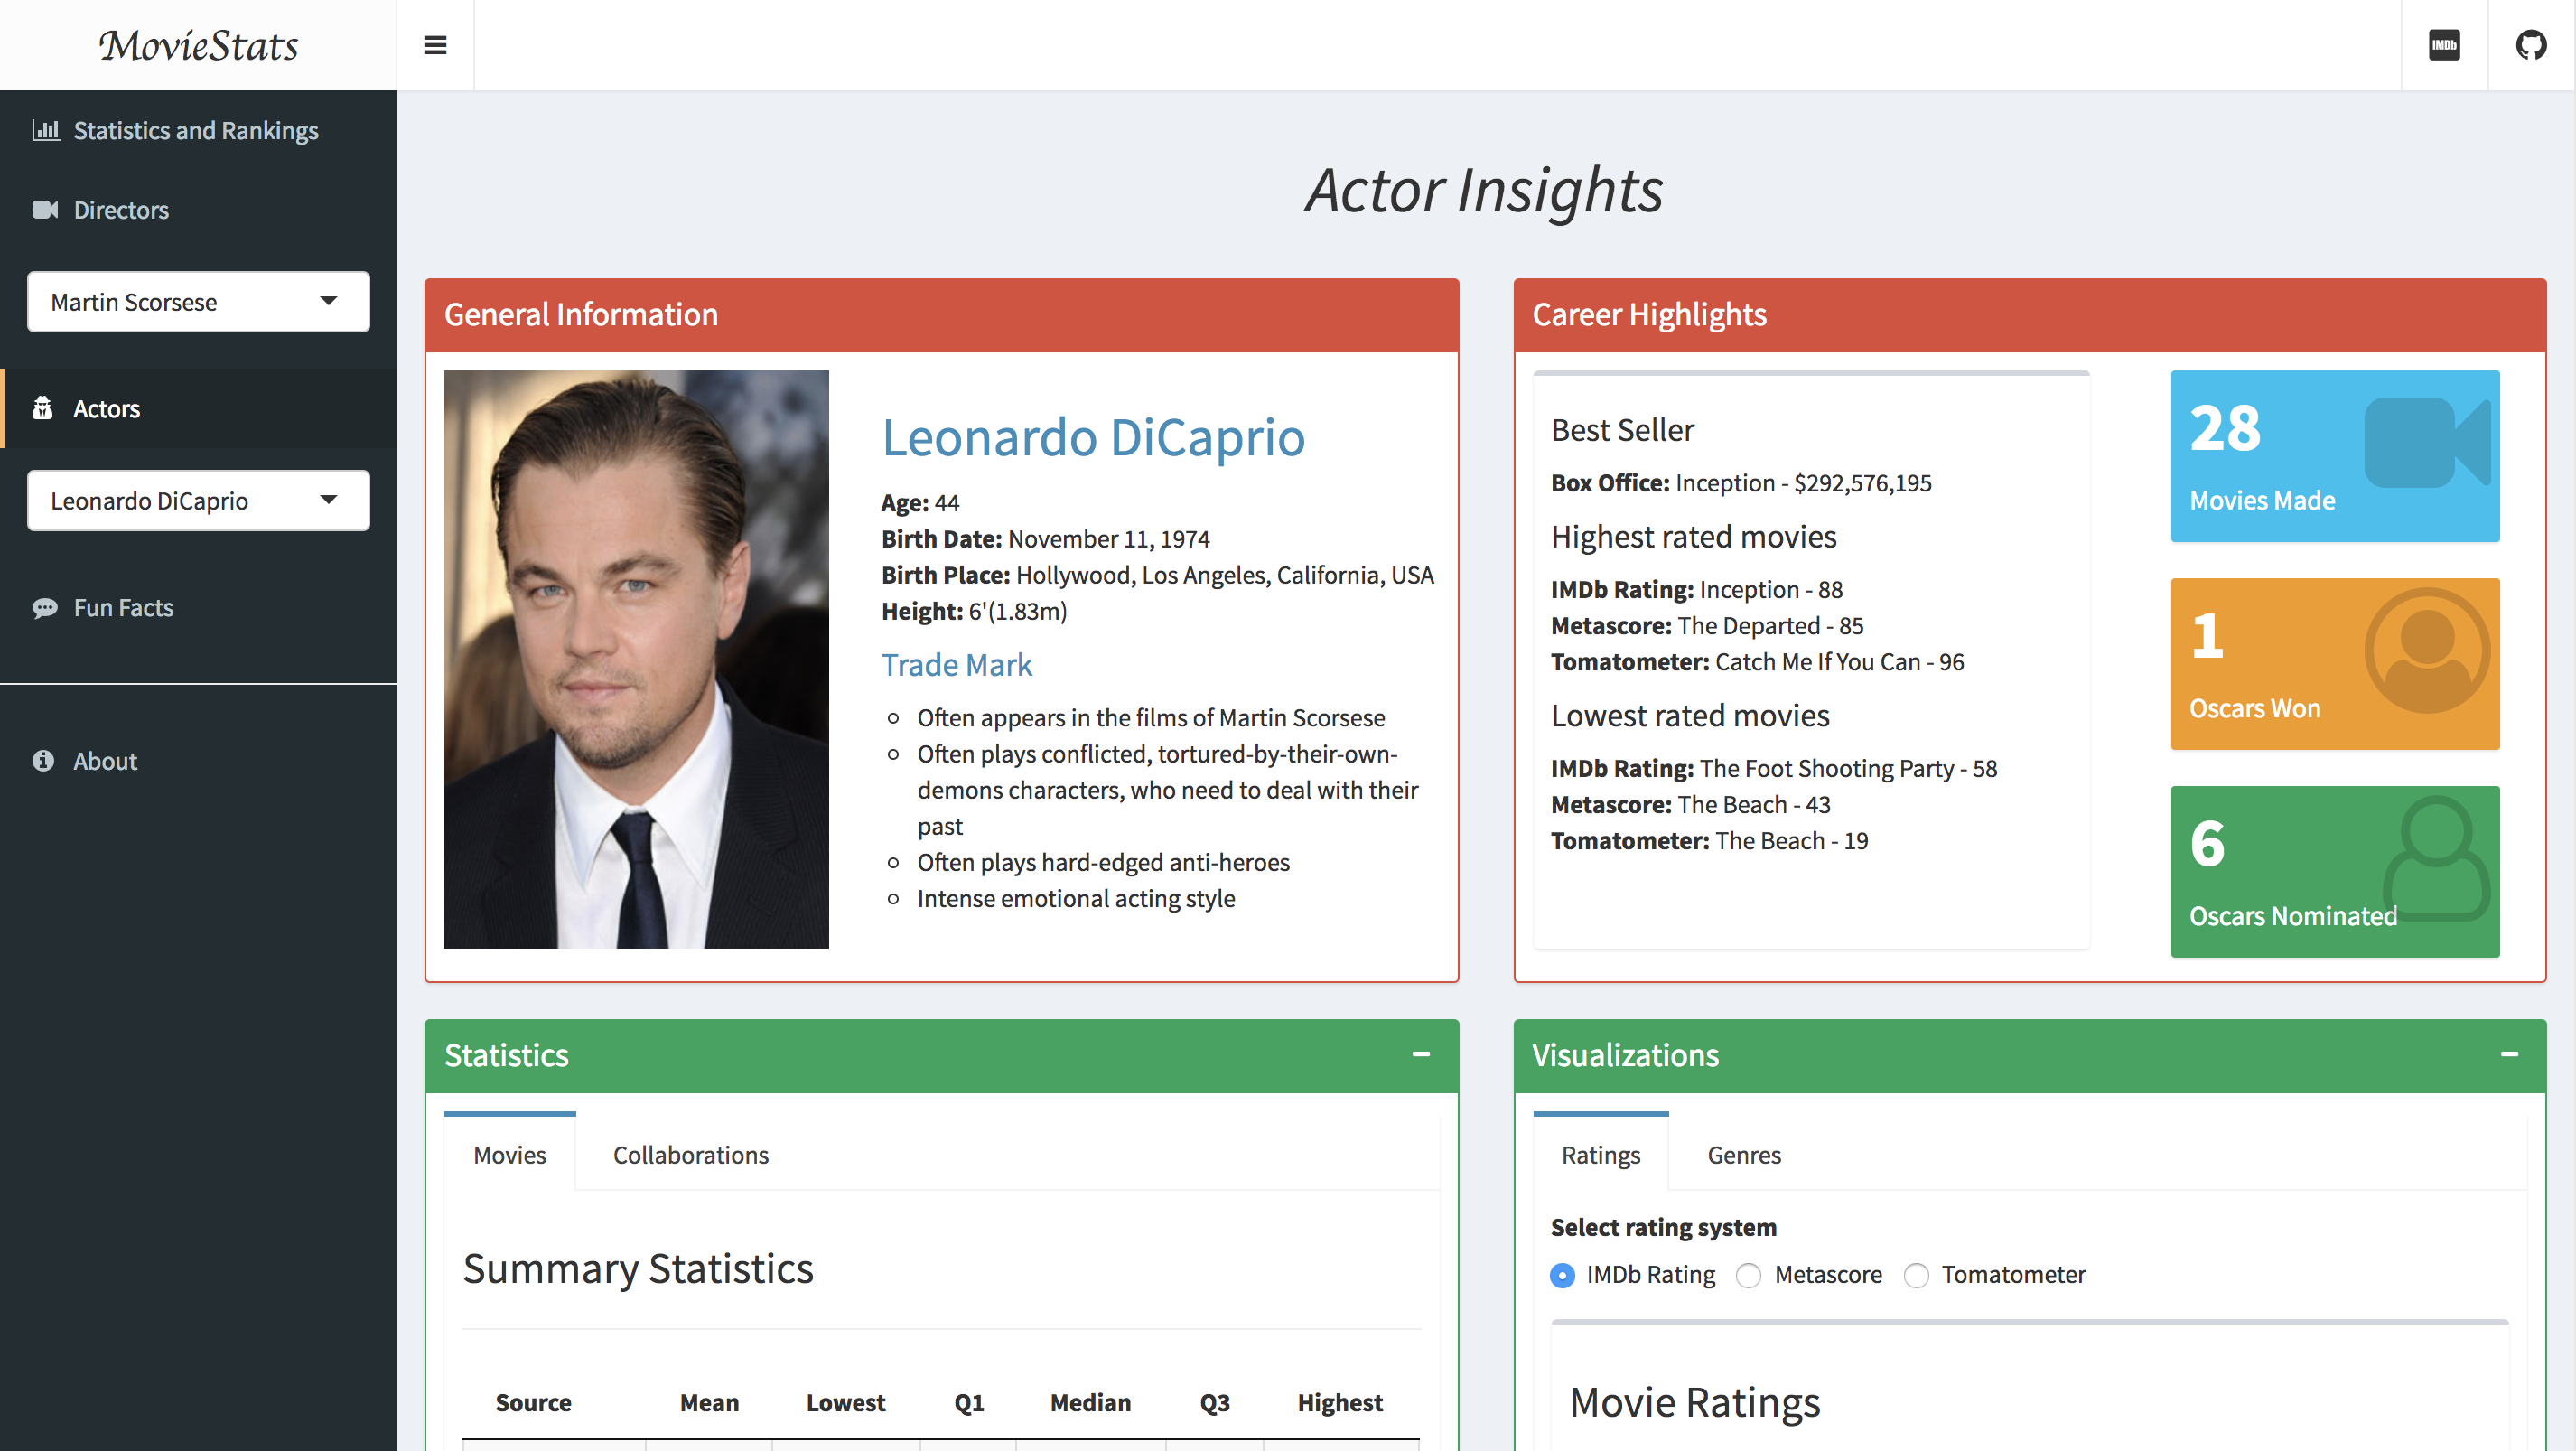 MovieStats
IMDb
Statistics and Rankings
Directors
Martin Scorsese
Actors
Leonardo DiCaprio
Fun Facts
About
Actor Insights
General Information
Leonardo DiCaprio
Age: 44
Birth Date: November 11, 1974
Birth Place: Hollywood, Los Angeles, California, USA
Height: 6'(1.83m)
Trade Mark
Often appears in the films of Martin Scorsese
Often plays conflicted, tortured-by-their-own-
demons characters, who need to deal with their
past
Often plays hard-edged anti-heroes
Intense emotional acting style
Career Highlights
Best Seller
Box Office: Inception - $292,576,195
Highest rated movies
IMDb Rating: Inception - 88
Metascore: The Departed - 85
Tomatometer: Catch Me If You Can - 96
Lowest rated movies
IMDb Rating: The Foot Shooting Party - 58
Metascore: The Beach - 43
Tomatometer: The Beach - 19
28
Movies Made
1
Oscars Won
6
Oscars Nominated
Statistics
Movies Collaborations
Summary Statistics
Source Mean Lowest Q1 Median Q3 Highest
Visualizations
Ratings Genres
Select rating system
IMDb Rating Metascore Tomatometer
Movie Ratings